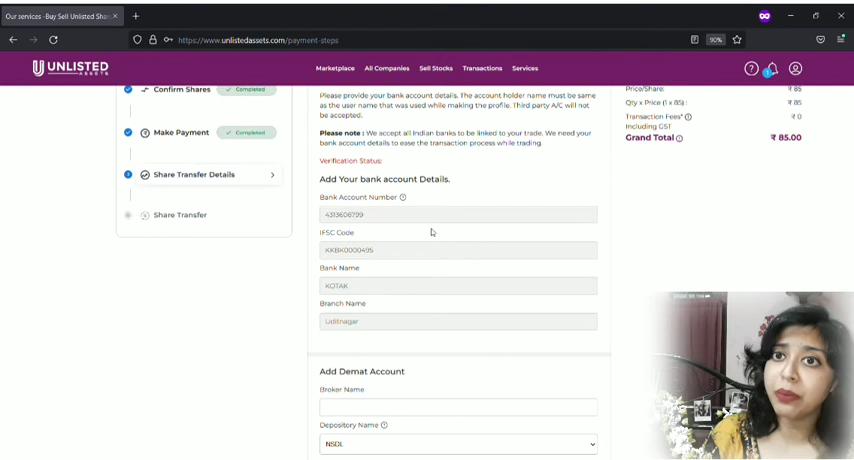 Our services -Buy Sell Unlisted Shar
https://www.unlistedassets.com/payment-steps
90%
UNLISTED
ASSETS
Marketplace
All Companies
Sell Stocks
Transactions
Services
1
Confirm Shares
Completed
Make Payment
Completed
Share Transfer Details
Share Transfer
Please provide your bank account details. The account holder name must be same
as the user name that was used while making the profile. Third party A/C will not
be accepted.
Please note : We accept all Indian banks to be linked to your trade. We need your
bank account details to ease the transaction process while trading.
Verification Status:
Add Your bank account Details.
Bank Account Number
4313606799
IFSC Code
KKBK0000495
Bank Name
KOTAK
Branch Name
Uditnagar
Add Demat Account
Broker Name
Depository Name
NSDL
Price/Share:
₹ 85
Qty x Price (1 x 85) :
₹ 85
Transaction Fees*
₹ 0
Including GST
Grand Total
₹ 85.00